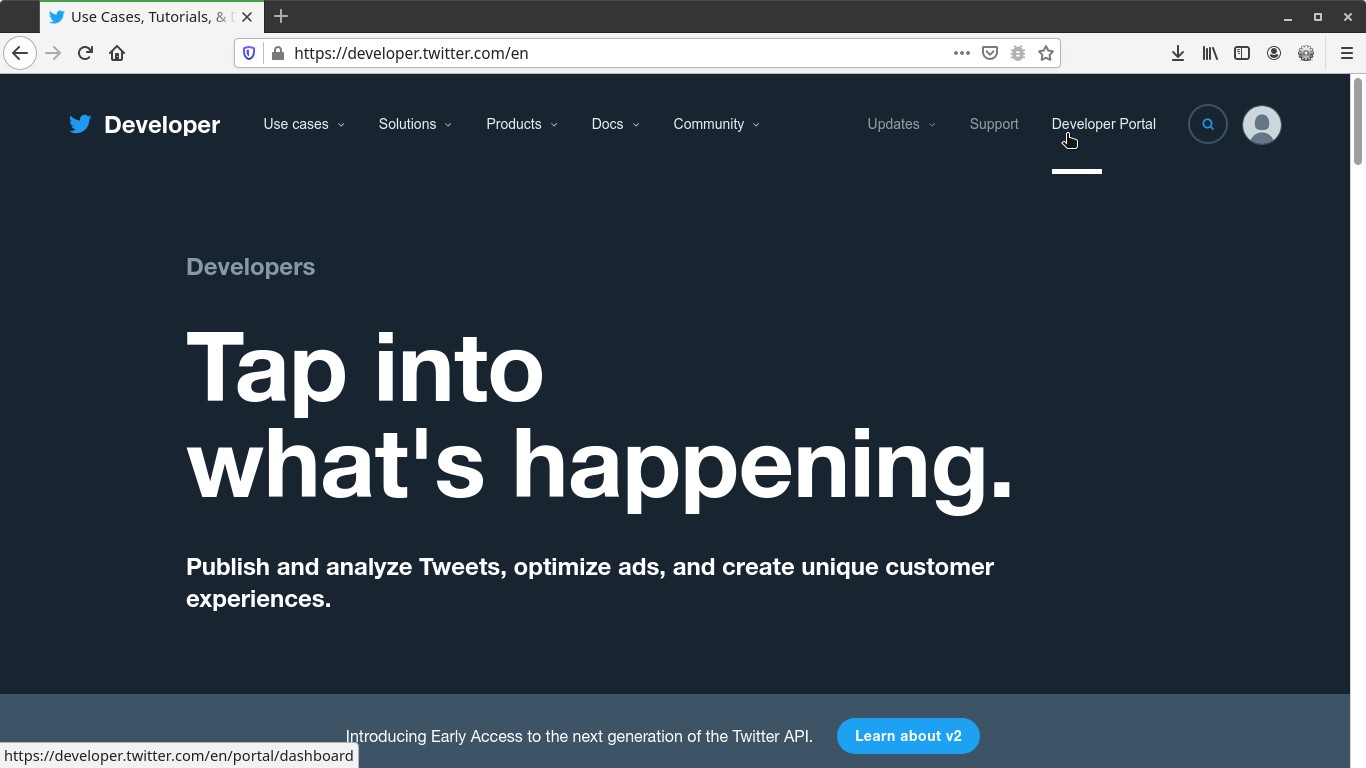 Use Cases, Tutorials, &
https://developer.twitter.com/en
Developer
Use cases
Solutions
Products
Docs
Community
Updates
Support
Developer Portal
Developers
Tap into
what's happening.
Publish and analyze Tweets, optimize ads, and create unique customer
experiences.
Introducing Early Access to the next generation of the Twitter API.
Learn about v2
https://developer.twitter.com/en/portal/dashboard